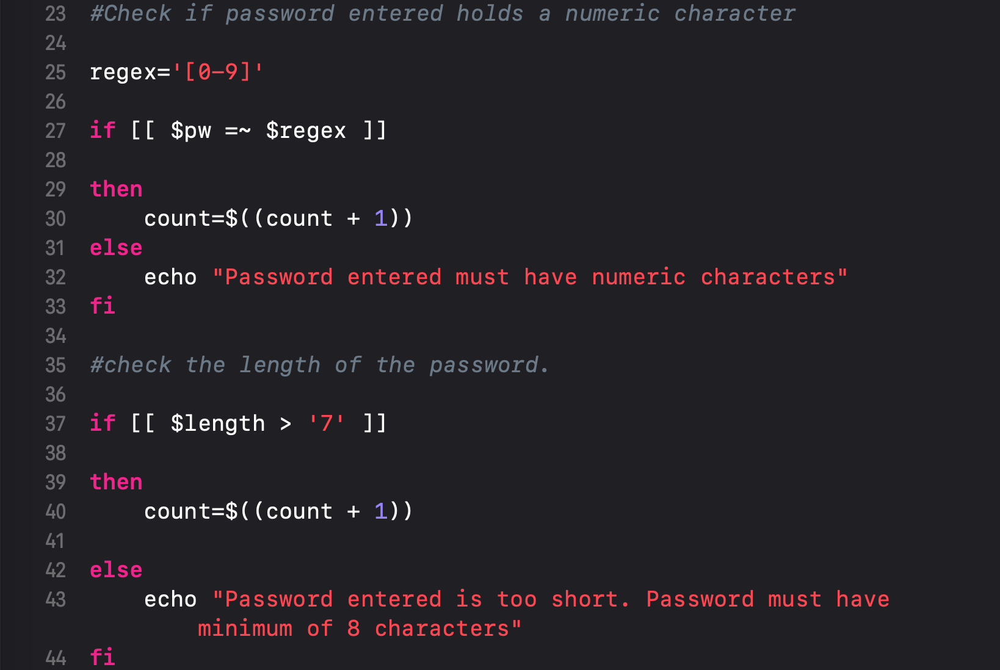 23 #Check if password entered holds a numeric character
24
25 regex='[0-9]'
26
27 if [[ $pw =~ $regex ]]
28
29 then
30     count=$((count + 1))
31 else
32     echo "Password entered must have numeric characters"
33 fi
34
35 #check the length of the password.
36
37 if [[ $length > '7' ]]
38
39 then
40     count=$((count + 1))
41
42 else
43     echo "Password entered is too short. Password must have
minimum of 8 characters"
44 fi